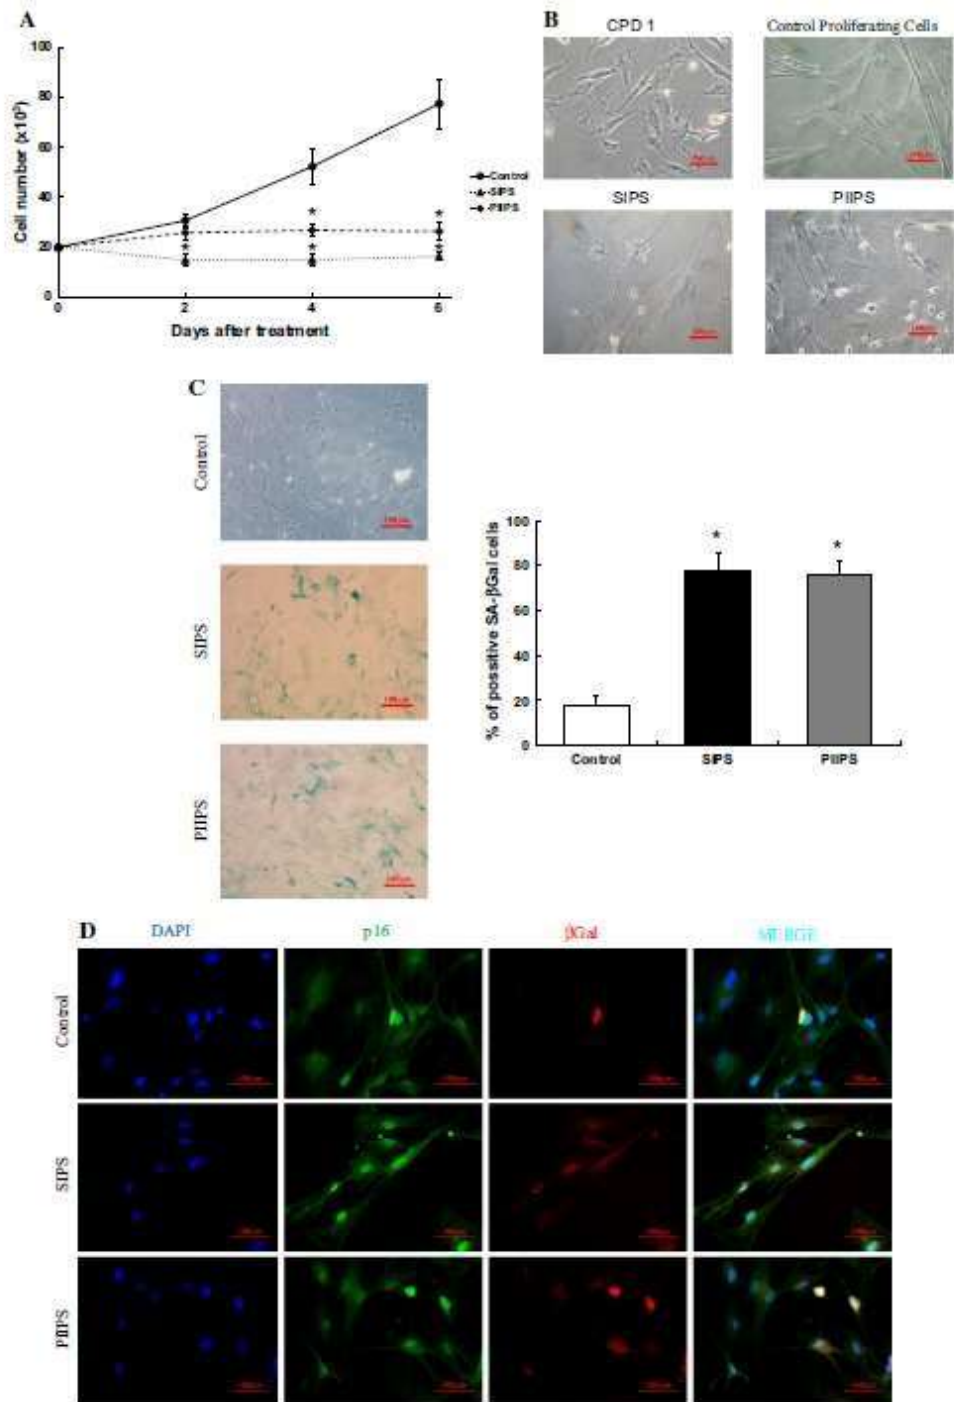 A
100
80
60
40
20
0
Cell number (x10³)
0 2 4 6
Days after treatment
* * * * *
Control
SIPS
PIIPS
B
CPD 1
Control Proliferating Cells
SIPS
PIIPS
C
Control
SIPS
PIIPS
% of possitive SA-βGal cells
100
80
60
40
20
0
* *
Control SIPS PIIPS
D
DAPI p16 βGal MERGE
Control
SIPS
PIIPS